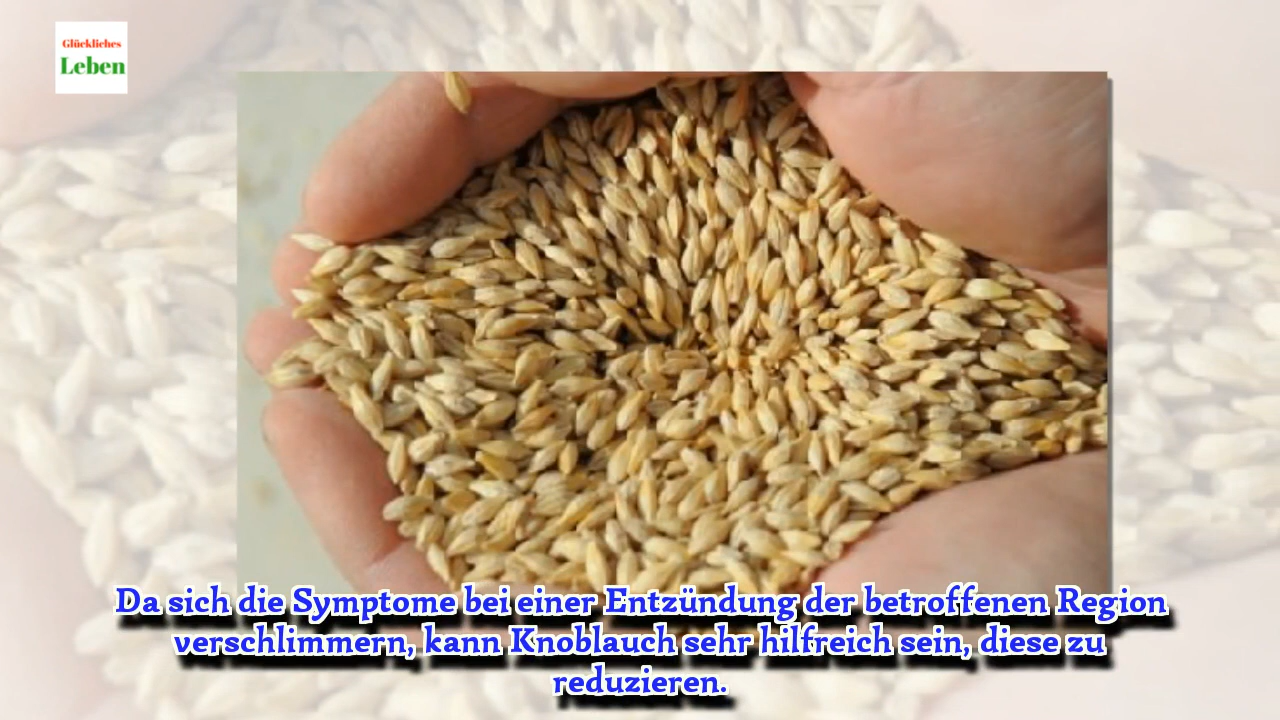 Glückliches
Leben
Da sich die Symptome bei einer Entzündung der betroffenen Region
verschlimmern, kann Knoblauch sehr hilfreich sein, diese zu
reduzieren.